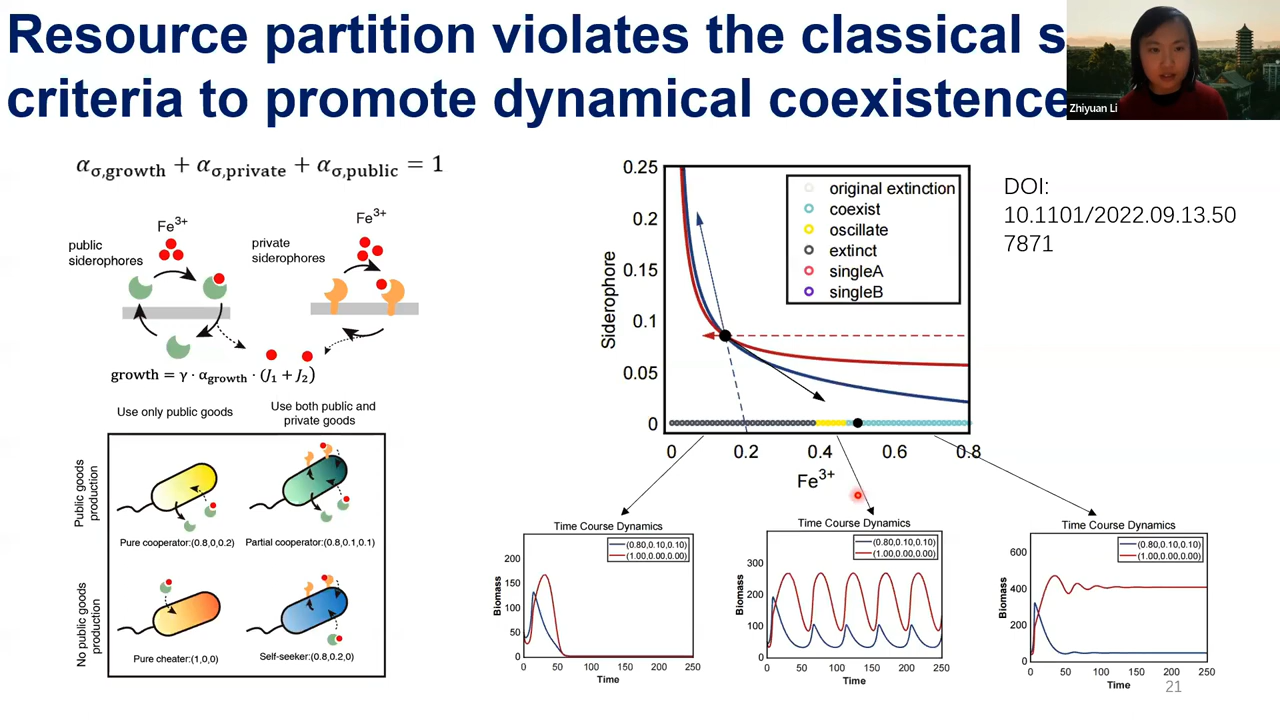 Resource partition violates the classical s
criteria to promote dynamical coexistence
Zhiyuan Li
α_σ,growth + α_σ,private + α_σ,public = 1
Fe³⁺
public
siderophores
Fe³⁺
private
siderophores
growth = γ · α_growth · (J₁ + J₂)
Use only public goods
Use both public and
private goods
Public goods
production
Pure cooperator:(0.8,0,0.2)
Partial cooperator:(0.8,0.1,0.1)
No public goods
production
Pure cheater:(1,0,0)
Self-seeker:(0.8,0.2,0)
Siderophore
0.25
0.2
0.15
0.1
0.05
0
0
0.2
0.4
0.6
0.8
Fe³⁺
original extinction
coexist
oscillate
extinct
singleA
singleB
DOI:
10.1101/2022.09.13.50
7871
Time Course Dynamics
(0.80,0.10,0.10)
(1.00,0.00,0.00)
Biomass
200
150
100
50
0
0 50 100 150 200 250
Time
Time Course Dynamics
(0.80,0.10,0.10)
(1.00,0.00,0.00)
Biomass
300
200
100
0
0 50 100 150 200 250
Time
Time Course Dynamics
(0.80,0.10,0.10)
(1.00,0.00,0.00)
Biomass
600
400
200
0
0 50 100 150 200 250
Time
21